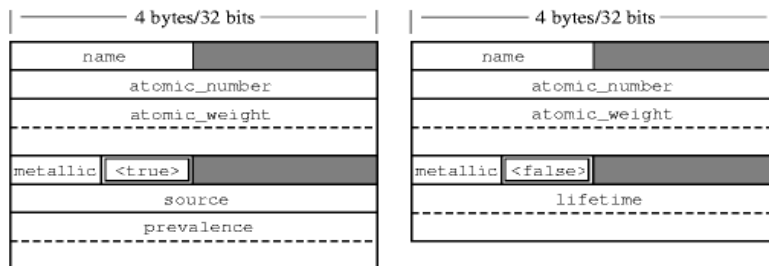 4 bytes/32 bits
name
atomic_number
atomic_weight
metallic <true>
source
prevalence
4 bytes/32 bits
name
atomic_number
atomic_weight
metallic <false>
lifetime